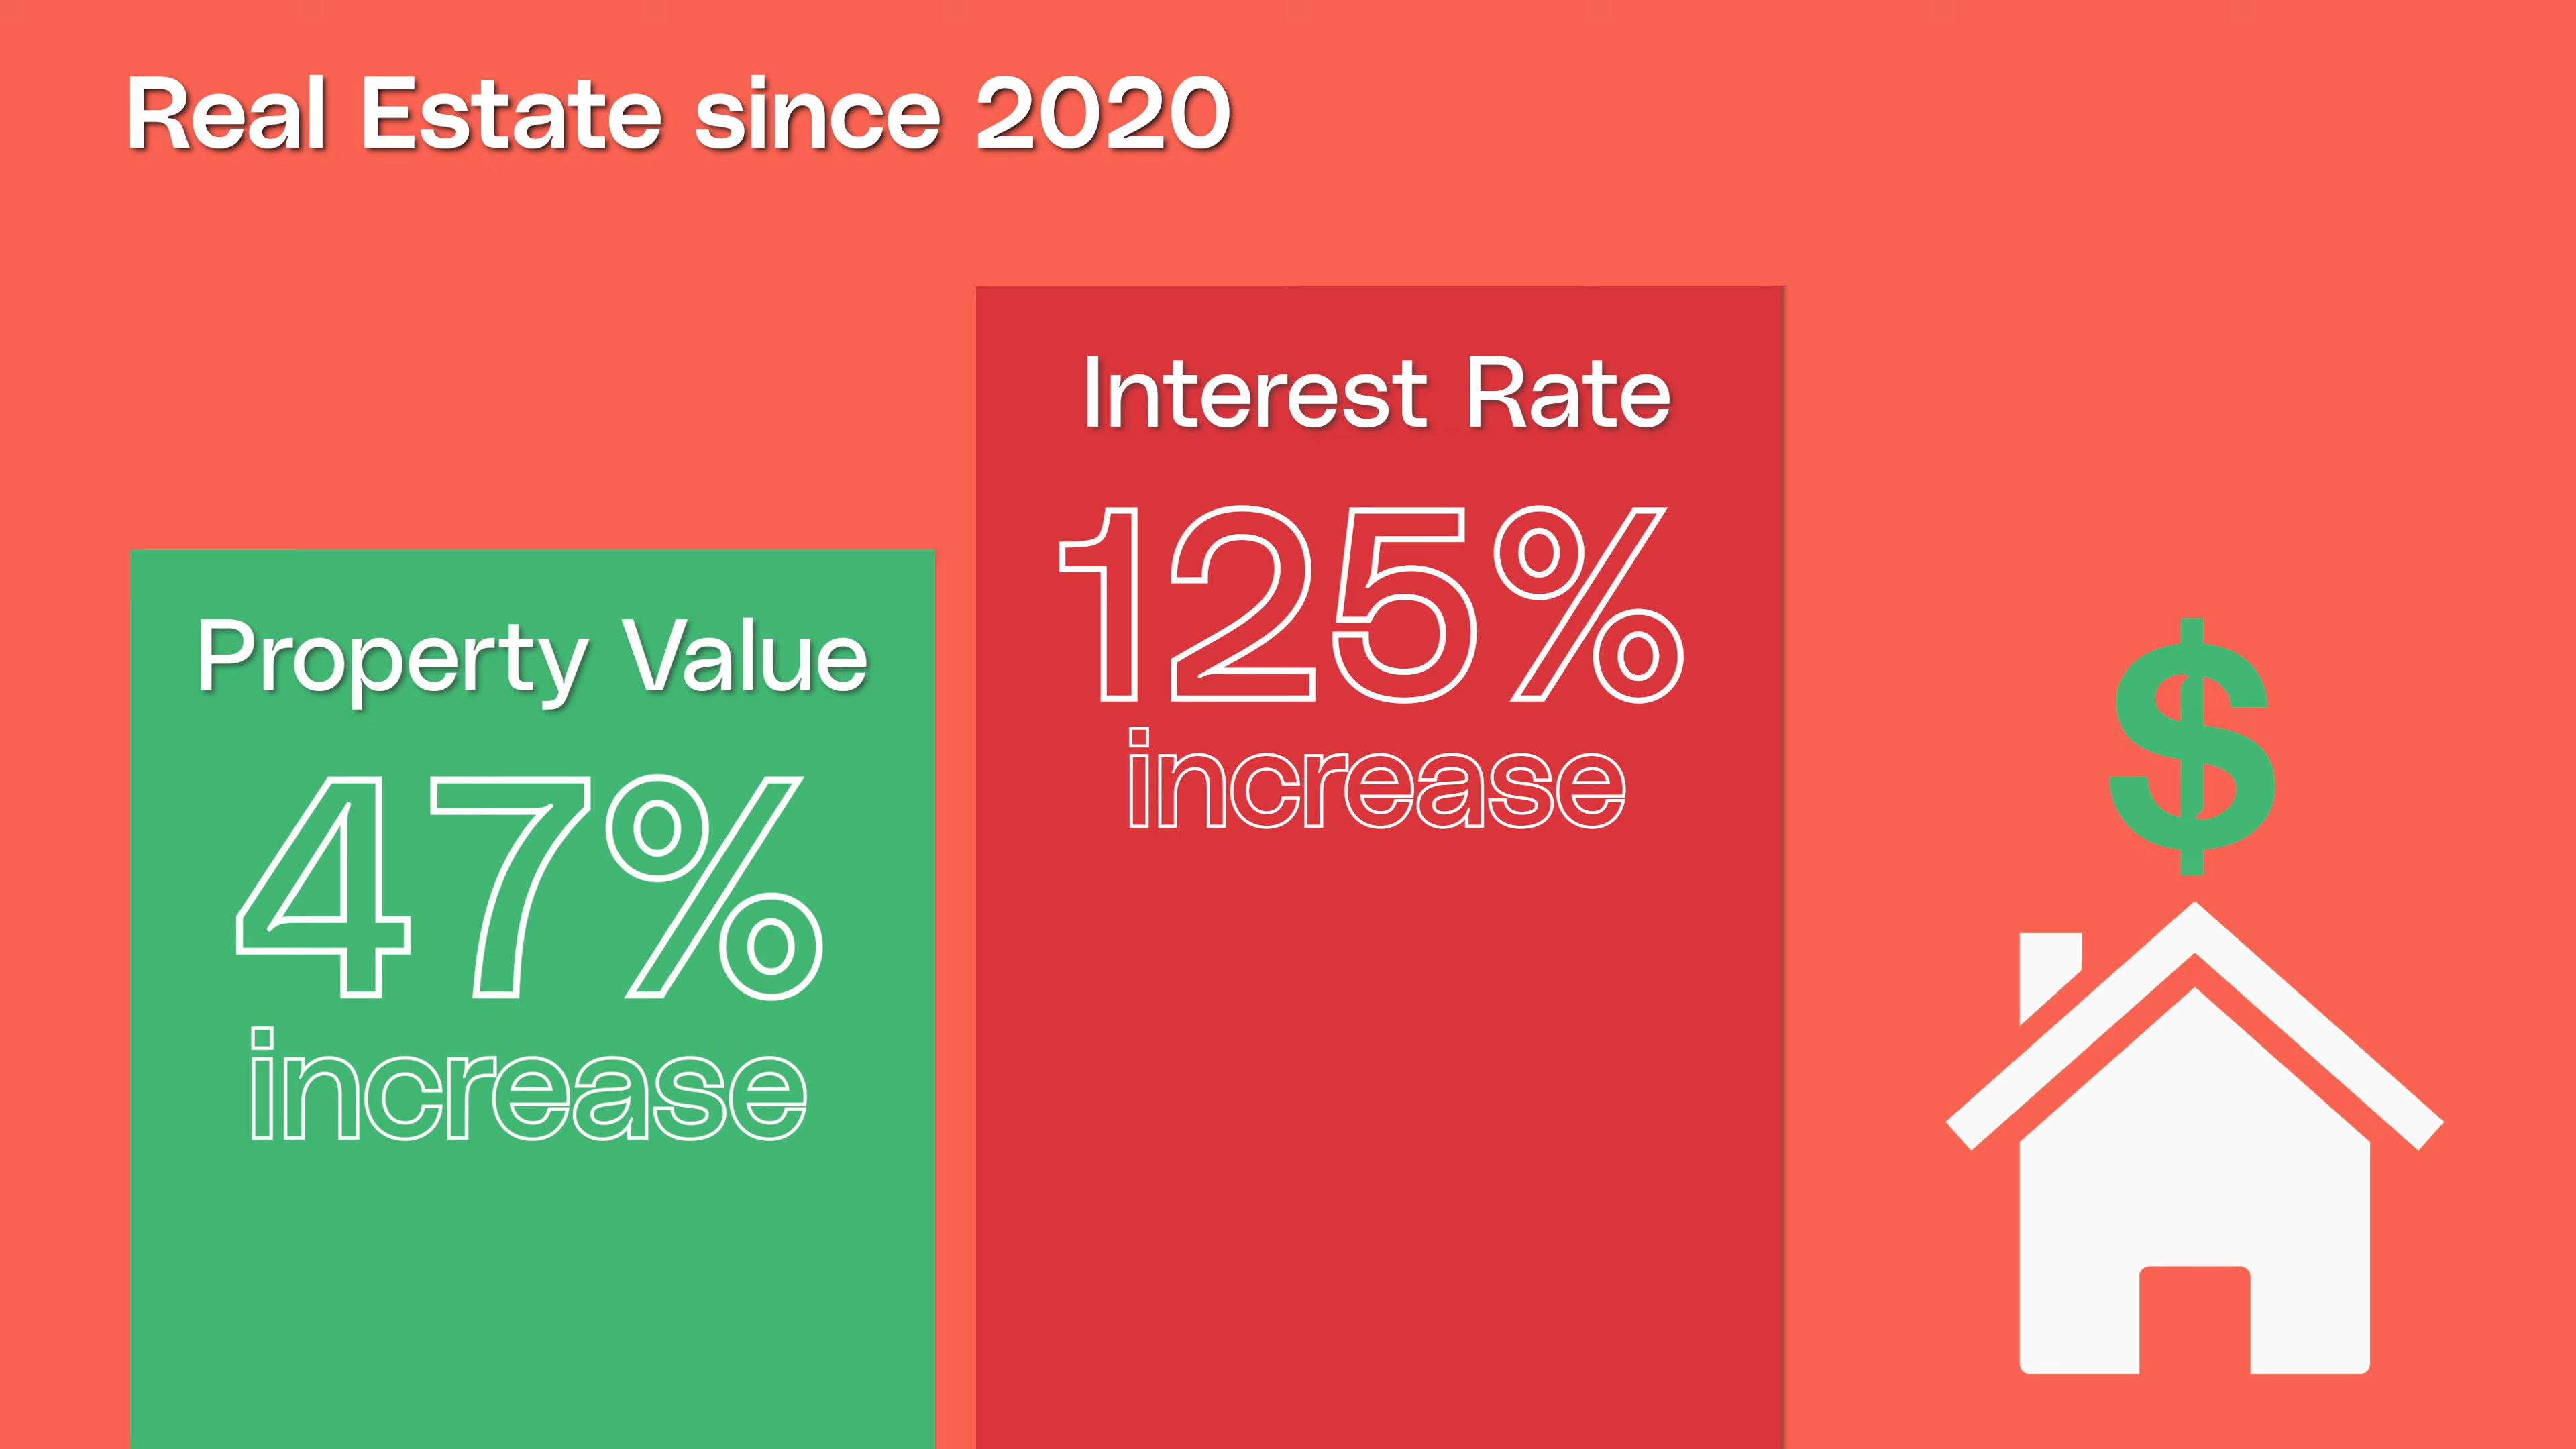 Real Estate since 2020
Property Value
47%
increase
Interest Rate
125%
increase
$